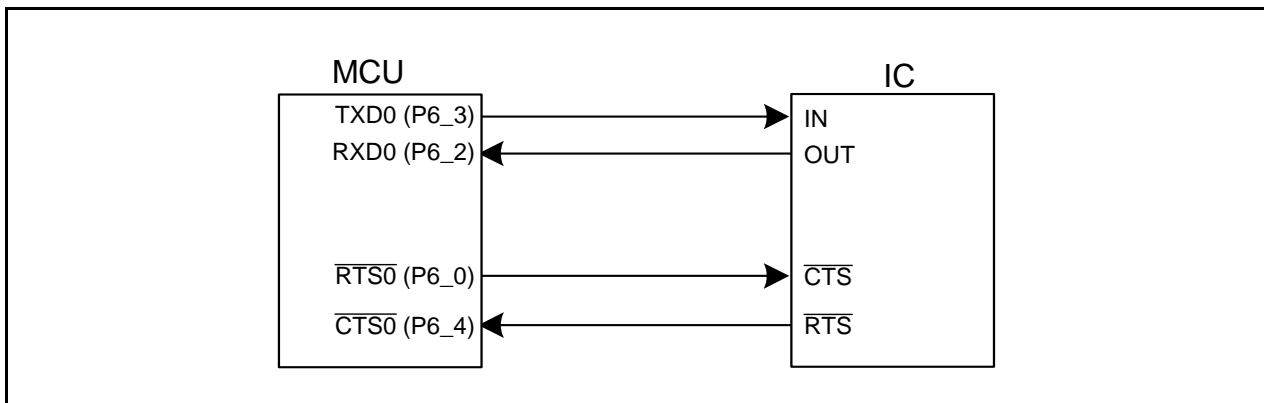 MCU
IC
TXD0 (P6_3)
IN
RXD0 (P6_2)
OUT
RTS0 (P6_0)
CTS
CTS0 (P6_4)
RTS